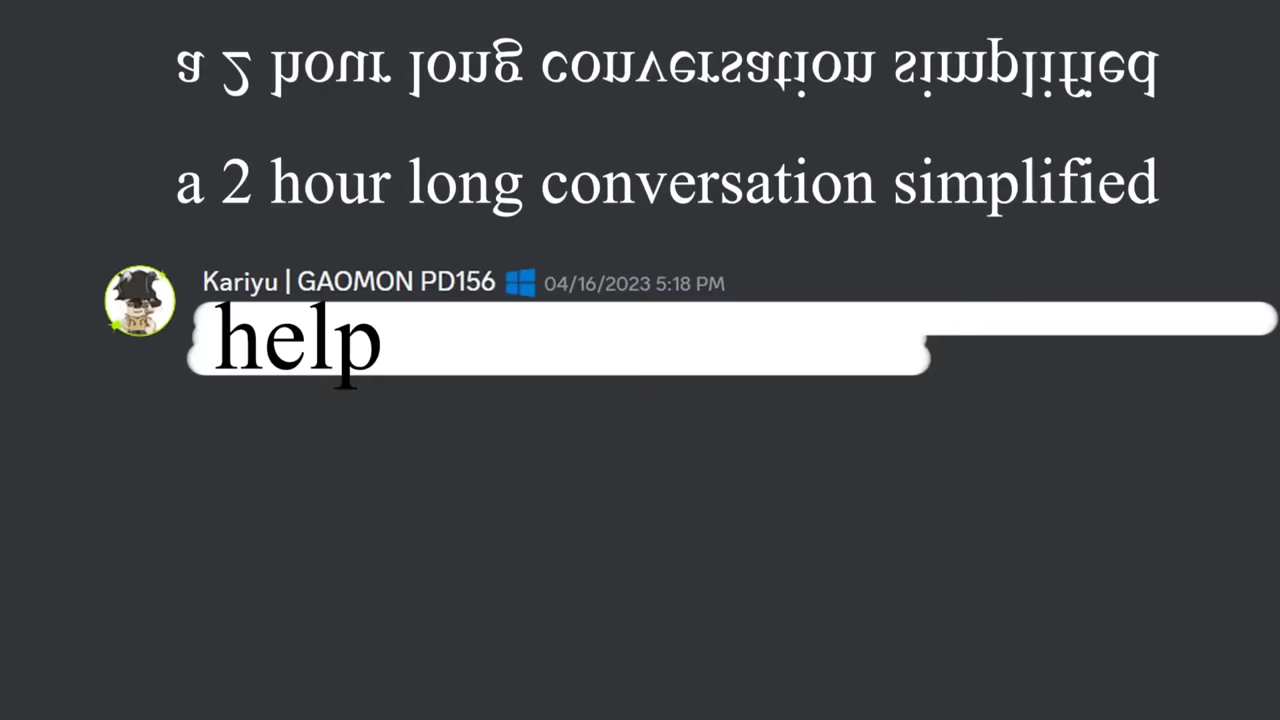 a 2 hour long conversation simplified
a 2 hour long conversation simplified
Kariyu | GAOMON PD156 04/16/2023 5:18 PM
help